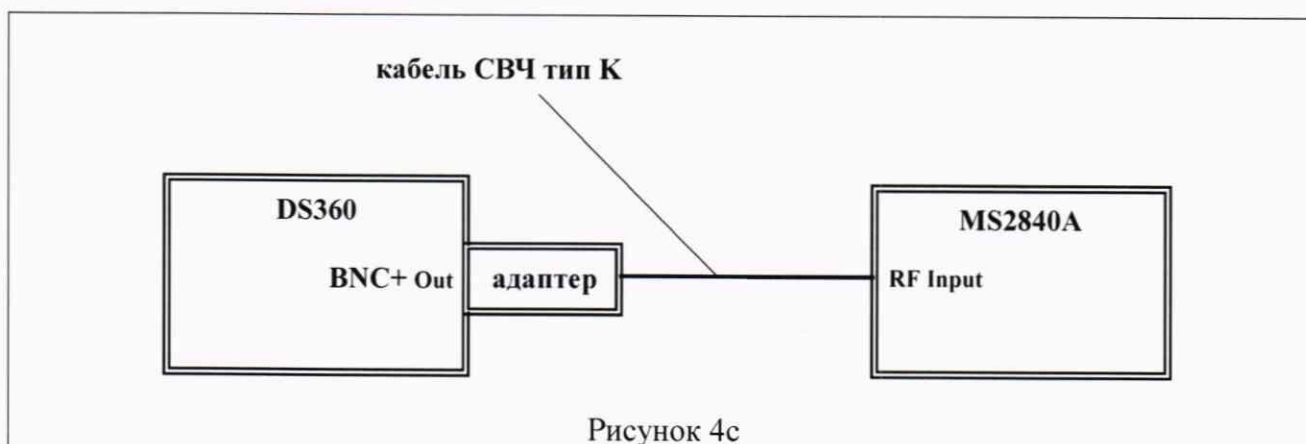 кабель СВЧ тип K
DS360
MS2840A
BNC+ Out
адаптер
RF Input
Рисунок 4с